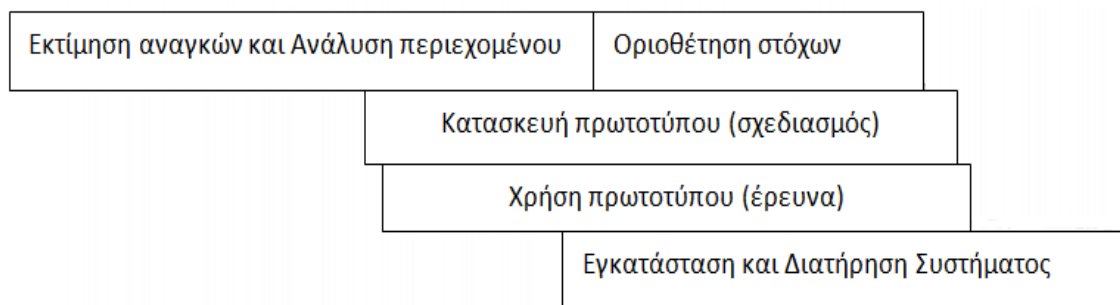 Εκτίμηση αναγκών και Ανάλυση περιεχομένου
Οριοθέτηση στόχων
Κατασκευή πρωτοτύπου (σχεδιασμός)
Χρήση πρωτοτύπου (έρευνα)
Εγκατάσταση και Διατήρηση Συστήματος